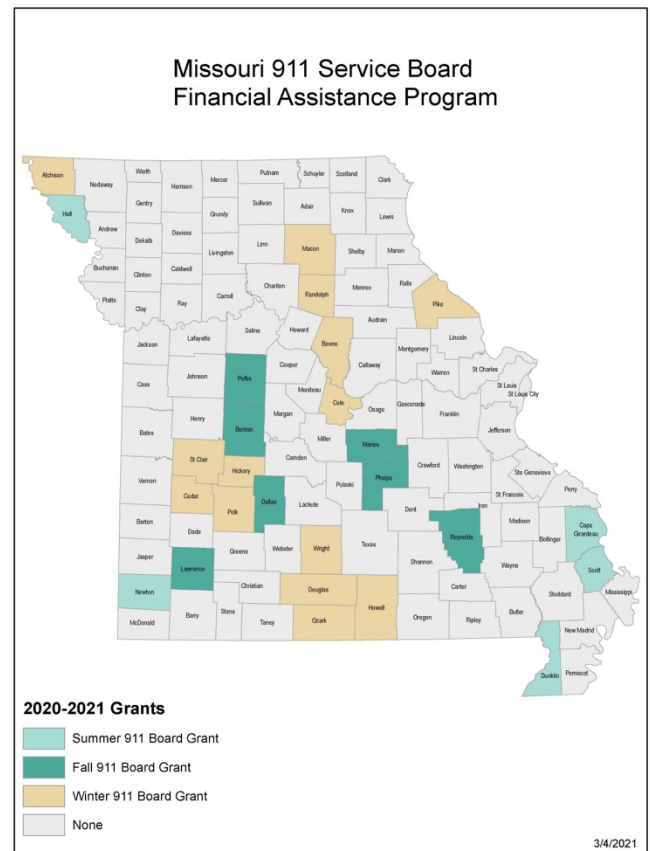 Missouri 911 Service Board
Financial Assistance Program
Atchison
Nodaway
Worth
Harrison
Mercer
Putnam
Schuyler
Scotland
Clark
Holt
Gentry
Sullivan
Adair
Knox
Lewis
Andrew
Dekalb
Daviess
Grundy
Livingston
Linn
Macon
Shelby
Marion
Buchanan
Clinton
Caldwell
Chariton
Randolph
Monroe
Ralls
Pike
Platte
Clay
Ray
Carroll
Audrain
Jackson
Lafayette
Saline
Howard
Boone
Callaway
Montgomery
Lincoln
Warren
St Charles
St Louis
St Louis City
Cass
Johnson
Pettis
Cooper
Moniteau
Cole
Osage
Gasconade
Franklin
Jefferson
Bates
Henry
Benton
Morgan
Miller
Maries
St Clair
Hickory
Camden
Pulaski
Phelps
Crawford
Washington
Ste Genevieve
St Francois
Perry
Vernon
Cedar
Polk
Dallas
Laclede
Dent
Iron
Madison
Bollinger
Cape
Girardeau
Barton
Dade
Greene
Webster
Wright
Texas
Shannon
Reynolds
Wayne
Scott
Jasper
Lawrence
Christian
Douglas
Howell
Carter
Stoddard
Mississippi
Newton
McDonald
Barry
Stone
Taney
Ozark
Oregon
Ripley
Butler
New Madrid
Dunklin
Pemiscot
2020-2021 Grants
Summer 911 Board Grant
Fall 911 Board Grant
Winter 911 Board Grant
None
3/4/2021